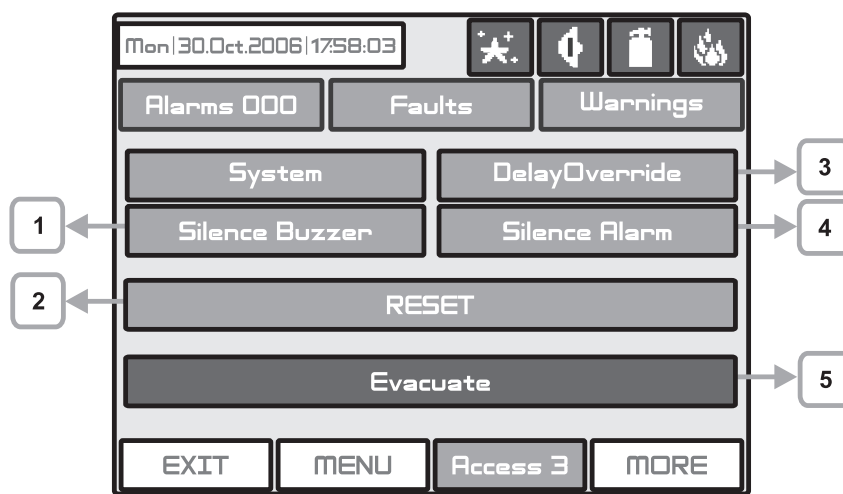 Mon|30.Oct.2006|17:58:03
Alarms 000 Faults Warnings
System DelayOverride 3
1 Silence Buzzer Silence Alarm 4
2 RESET
Evacuate 5
EXIT MENU Access 3 MORE